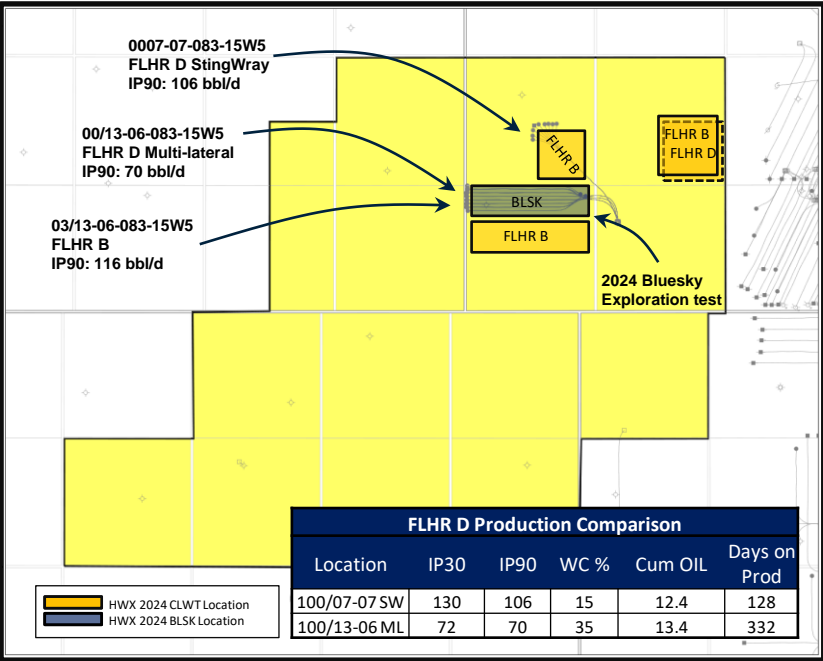 0007-07-083-15W5
FLHR D StingWray
IP90: 106 bbl/d
00/13-06-083-15W5
FLHR D Multi-lateral
IP90: 70 bbl/d
03/13-06-083-15W5
FLHR B
IP90: 116 bbl/d
FLHR B
FLHR B
FLHR D
BLSK
FLHR B
2024 Bluesky
Exploration test
FLHR D Production Comparison
Location IP30 IP90 WC % Cum OIL Days on Prod
100/07-07 SW 130 106 15 12.4 128
100/13-06 ML 72 70 35 13.4 332
HWX 2024 CLWT Location
HWX 2024 BLSK Location